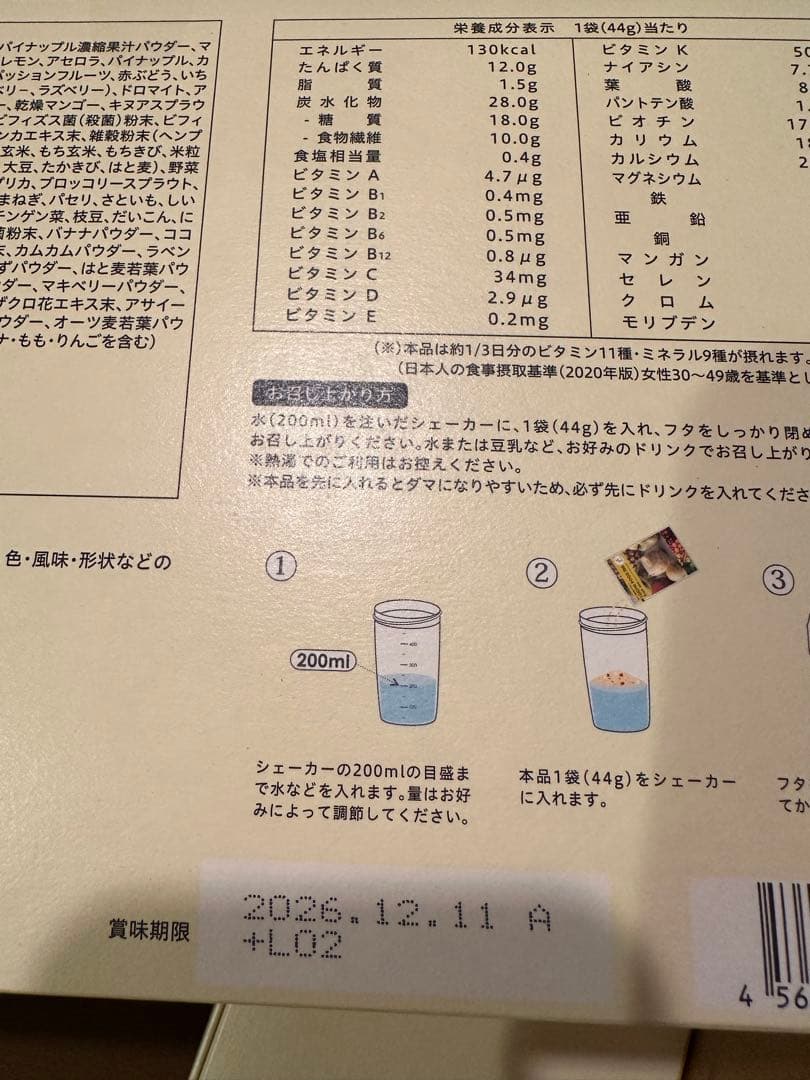 パイナップル濃縮果汁パウダー、マ
レモン、アセロラ、パイナップル、カ
パッションフルーツ、赤ぶどう、いち
ベリー、ラズベリー)、ドロマイト、ア
ー、乾燥マンゴー、キヌアスプラウ
ビフィズス菌(殺菌)粉末、ビフィ
ンカエキス末、雑穀粉末(ヘンプ
玄米、もち玄米、もちきび、米粒
大豆、たかきび、はと麦)、野菜
プリカ、ブロッコリースプラウト、
まねぎ、パセリ、さといも、しい
チンゲン菜、枝豆、だいこん、に
菌粉末、バナナパウダー、ココ
末、カムカムパウダー、ラベン
ずパウダー、はと麦若葉パウ
ダー、マキベリーパウダー、
ザクロ花エキス末、アサイー
ウダー、オーツ麦若葉パウ
ナ・もも・りんごを含む)
色・風味・形状などの
栄養成分表示 1袋(44g)当たり
エネルギー 130kcal
たんぱく質 12.0g
脂質 1.5g
炭水化物 28.0g
- 糖質 18.0g
- 食物繊維 10.0g
食塩相当量 0.4g
ビタミン A 4.7μg
ビタミン B1 0.4mg
ビタミン B2 0.5mg
ビタミン B6 0.5mg
ビタミン B12 0.8μg
ビタミン C 34mg
ビタミン D 2.9μg
ビタミン E 0.2mg
ビタミン K 50
ナイアシン 7.
葉酸 8
パントテン酸 1.
ビオチン 17
カリウム 18
カルシウム 2
マグネシウム
鉄
亜鉛
銅
マンガン
セレン
クロム
モリブデン
(※)本品は約1/3日分のビタミン11種・ミネラル9種が摂れます。
(日本人の食事摂取基準(2020年版)女性30〜49歳を基準とし
お召し上がり方
水(200ml)を注いだシェーカーに、1袋(44g)を入れ、フタをしっかり閉め
お召し上がりください。水または豆乳など、お好みのドリンクでお召し上がり
※熱湯でのご利用はお控えください。
※本品を先に入れるとダマになりやすいため、必ず先にドリンクを入れてくださ
①
200ml
400
300
200
100
シェーカーの200mlの目盛ま
で水などを入れます。量はお好
みによって調節してください。
②
本品1袋(44g)をシェーカー
に入れます。
③
フタ
てか
賞味期限
2026.12.11 A
+L02
4 56